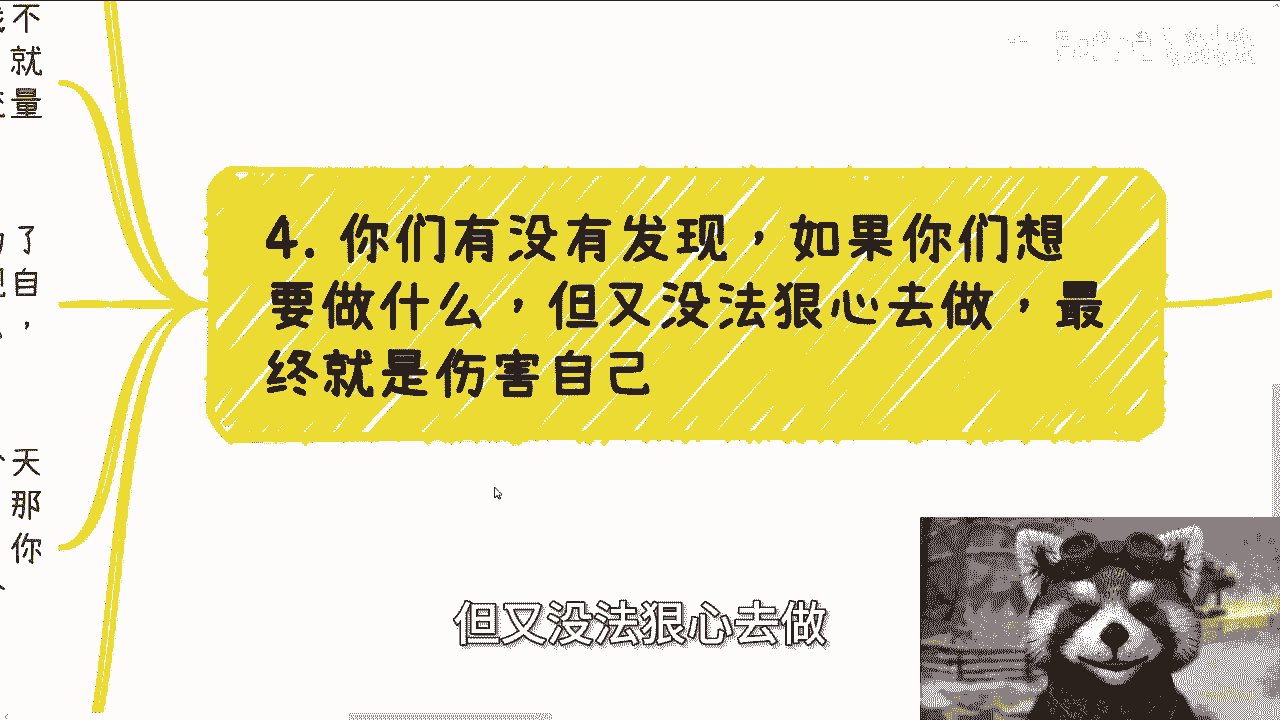 不
就
量
了
自
，
天
那
你
4. 你们有没有发现，如果你们想
要做什么，但又没法狠心去做，最
终就是伤害自己
但又没法狠心去做